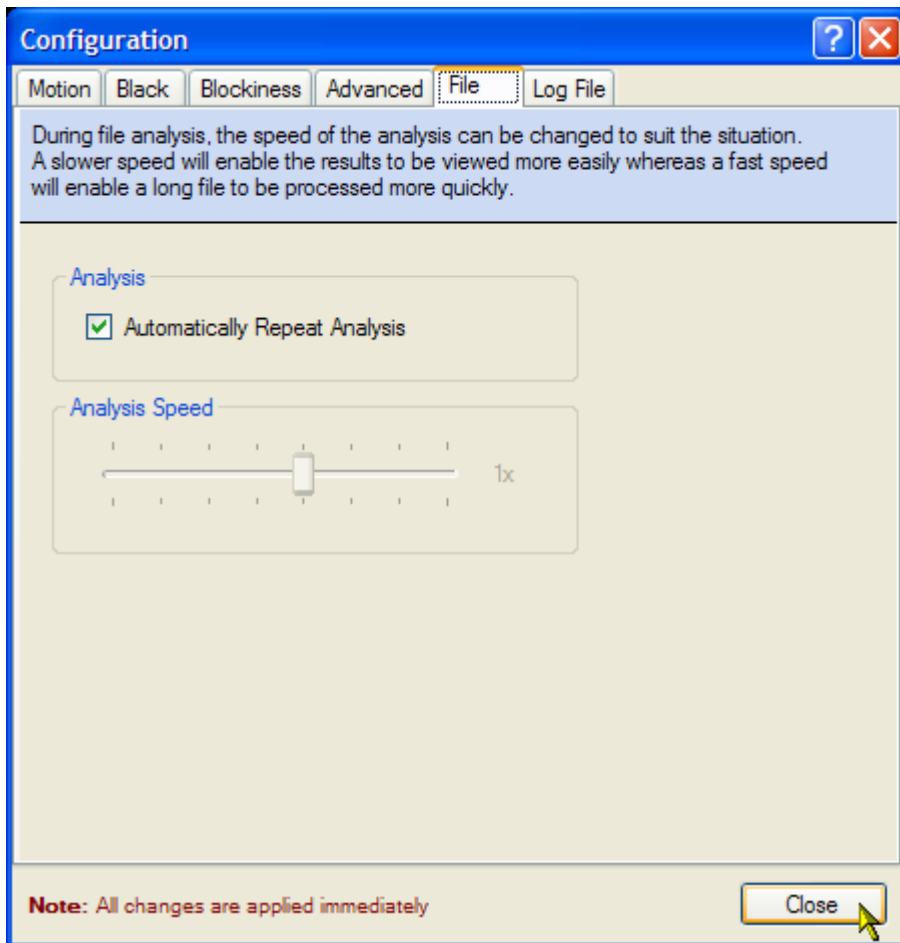 Configuration
Motion Black Blockiness Advanced File Log File
During file analysis, the speed of the analysis can be changed to suit the situation.
A slower speed will enable the results to be viewed more easily whereas a fast speed
will enable a long file to be processed more quickly.
Analysis
Automatically Repeat Analysis
Analysis Speed
1x
Note: All changes are applied immediately
Close